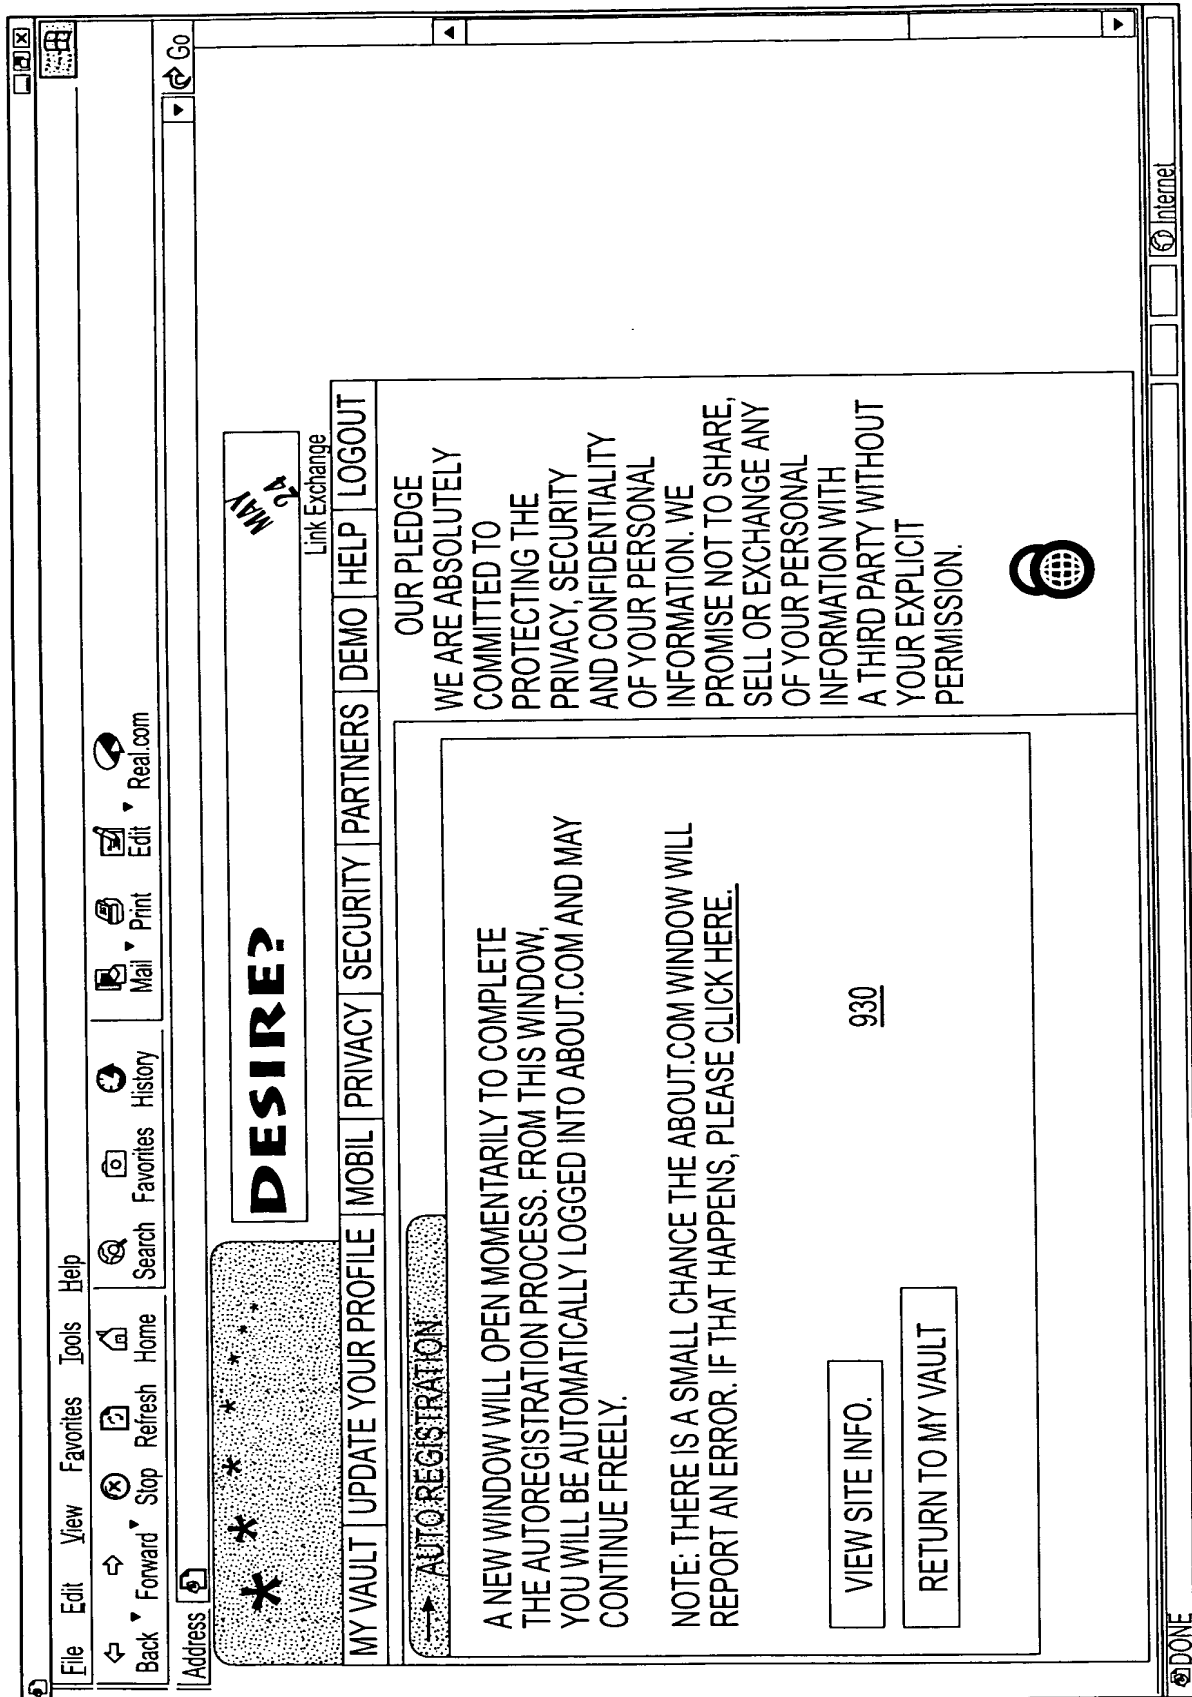 File Edit View Favorites Tools Help
Back Forward Stop Refresh Home Search Favorites History Mail Print Edit Real.com
Address Go
DESIRE?
MAY
24
Link Exchange
MY VAULT UPDATE YOUR PROFILE MOBIL PRIVACY SECURITY PARTNERS DEMO HELP LOGOUT
AUTO REGISTRATION
A NEW WINDOW WILL OPEN MOMENTARILY TO COMPLETE
THE AUTOREGISTRATION PROCESS. FROM THIS WINDOW,
YOU WILL BE AUTOMATICALLY LOGGED INTO ABOUT.COM AND MAY
CONTINUE FREELY.
NOTE: THERE IS A SMALL CHANCE THE ABOUT.COM WINDOW WILL
REPORT AN ERROR. IF THAT HAPPENS, PLEASE CLICK HERE.
VIEW SITE INFO.
930
RETURN TO MY VAULT
OUR PLEDGE
WE ARE ABSOLUTELY
COMMITTED TO
PROTECTING THE
PRIVACY, SECURITY
AND CONFIDENTIALITY
OF YOUR PERSONAL
INFORMATION. WE
PROMISE NOT TO SHARE,
SELL OR EXCHANGE ANY
OF YOUR PERSONAL
INFORMATION WITH
A THIRD PARTY WITHOUT
YOUR EXPLICIT
PERMISSION.
DONE
Internet